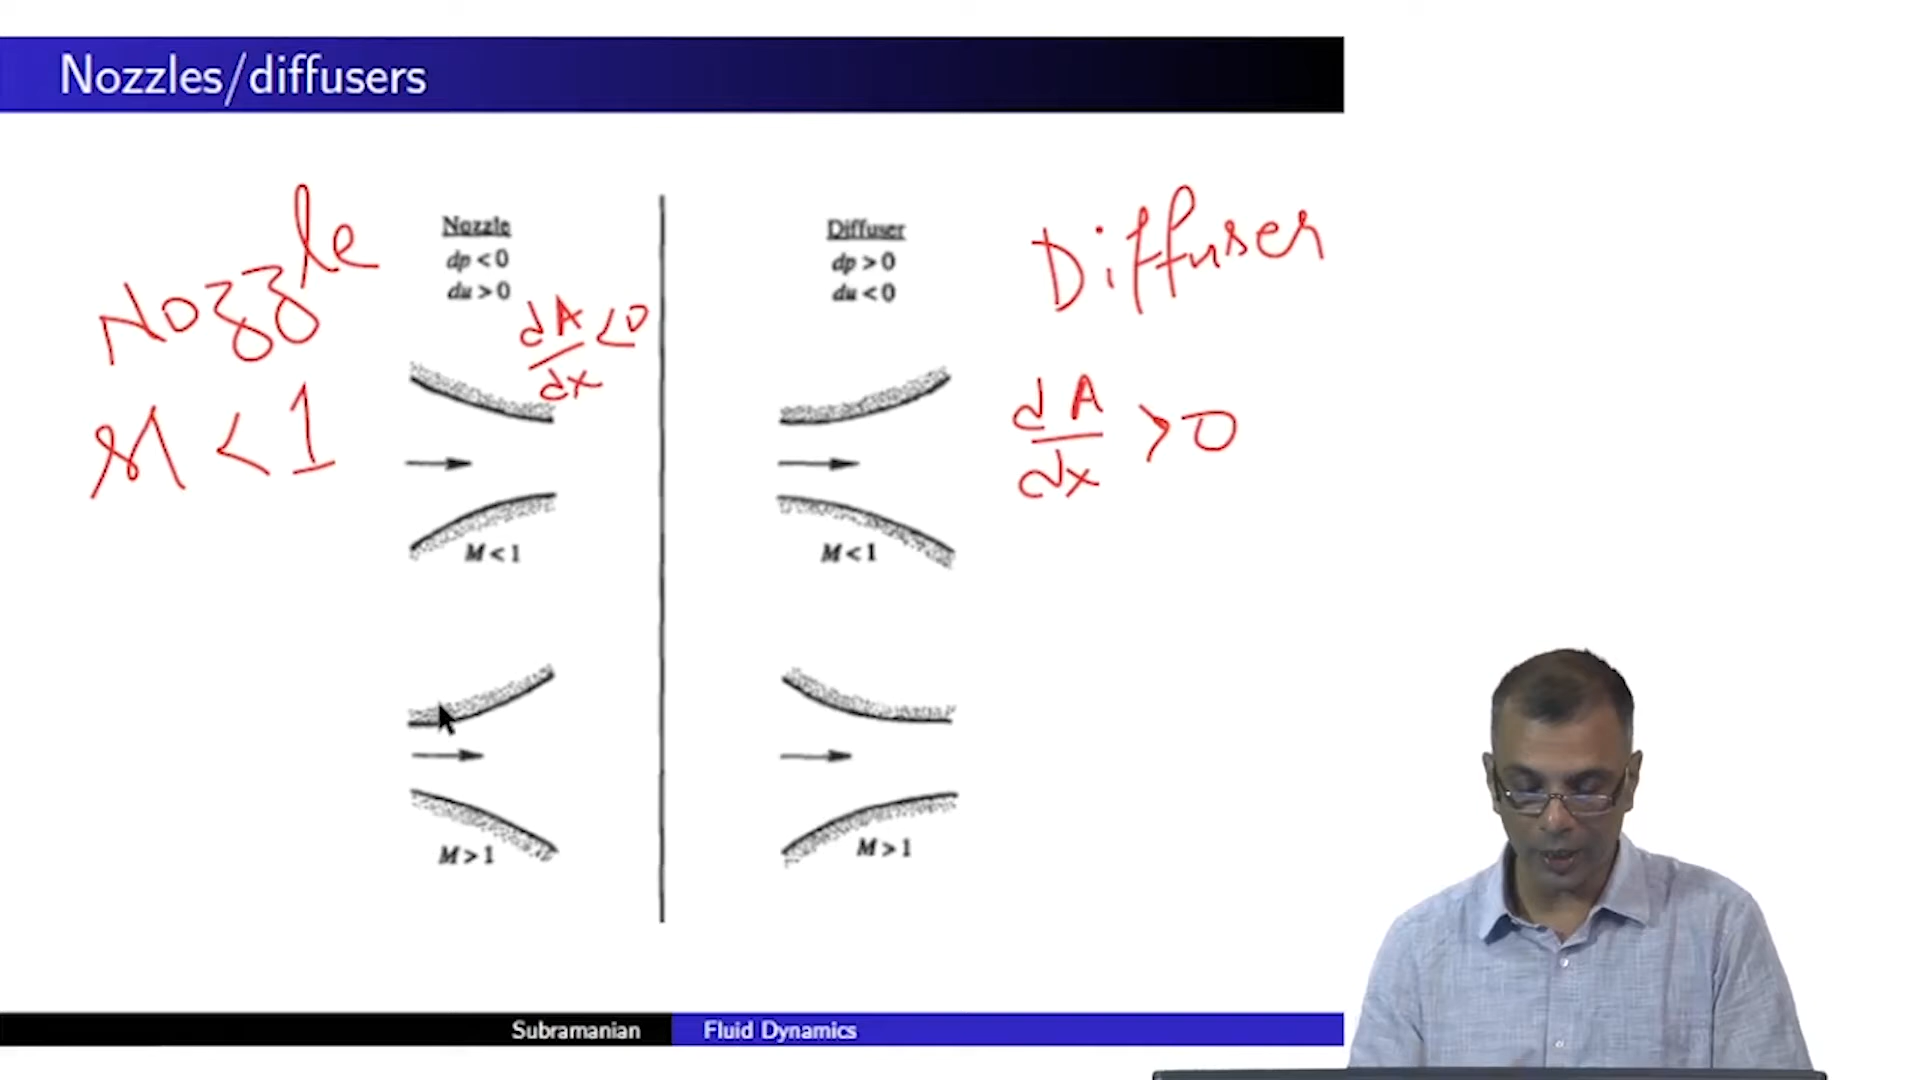 Nozzles/diffusers
Nozzle
M < 1
Nozzle
dp < 0
du > 0
dA/dx < 0
M < 1
M > 1
Diffuser
dp > 0
du < 0
M < 1
M > 1
Diffuser
dA/dx > 0
Subramanian
Fluid Dynamics